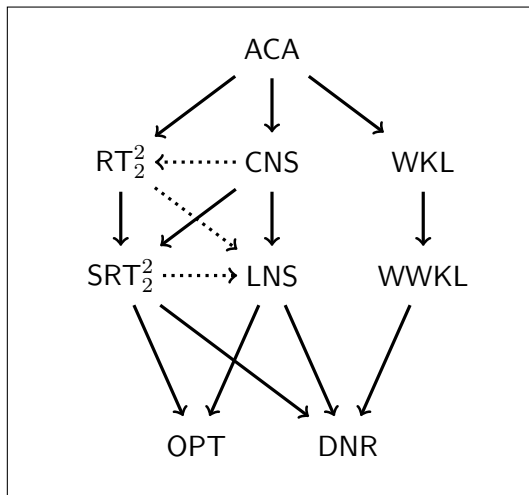 ACA
RT²₂ CNS WKL
SRT²₂ LNS WWKL
OPT DNR